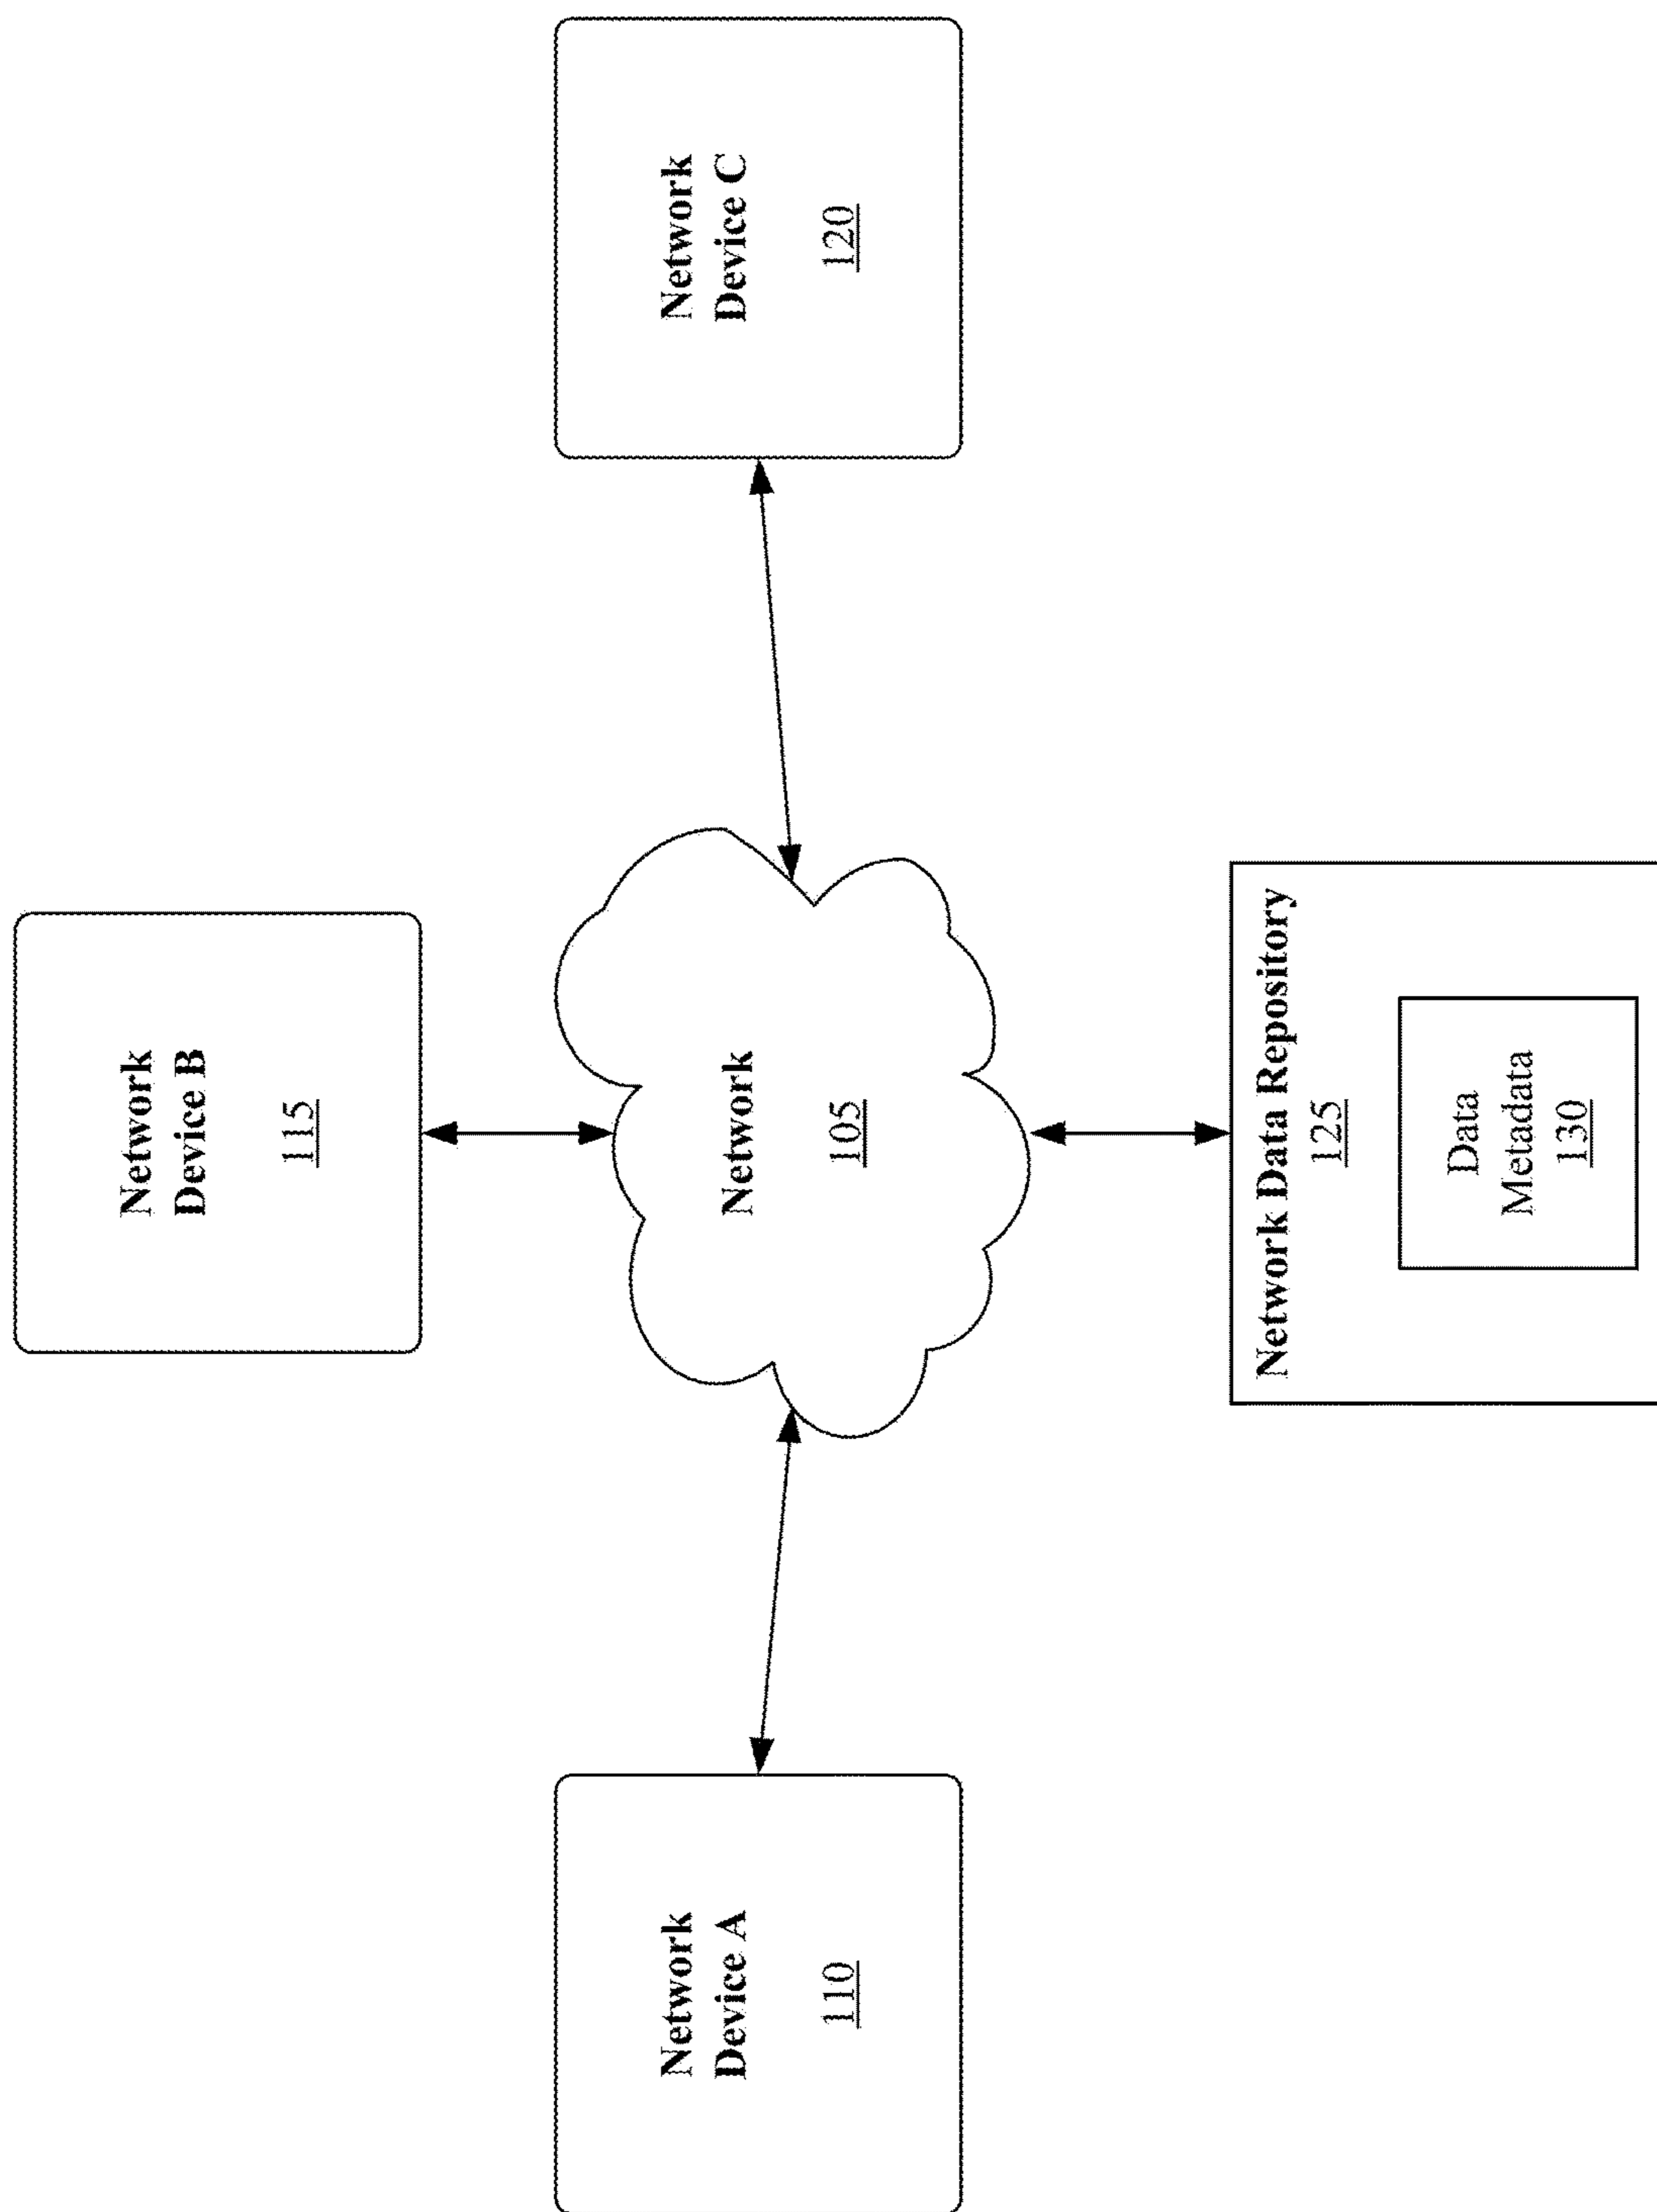 Network
Device B
115
Network
Device A
110
Network
105
Network
Device C
120
Network Data Repository
125
Data
Metadata
130